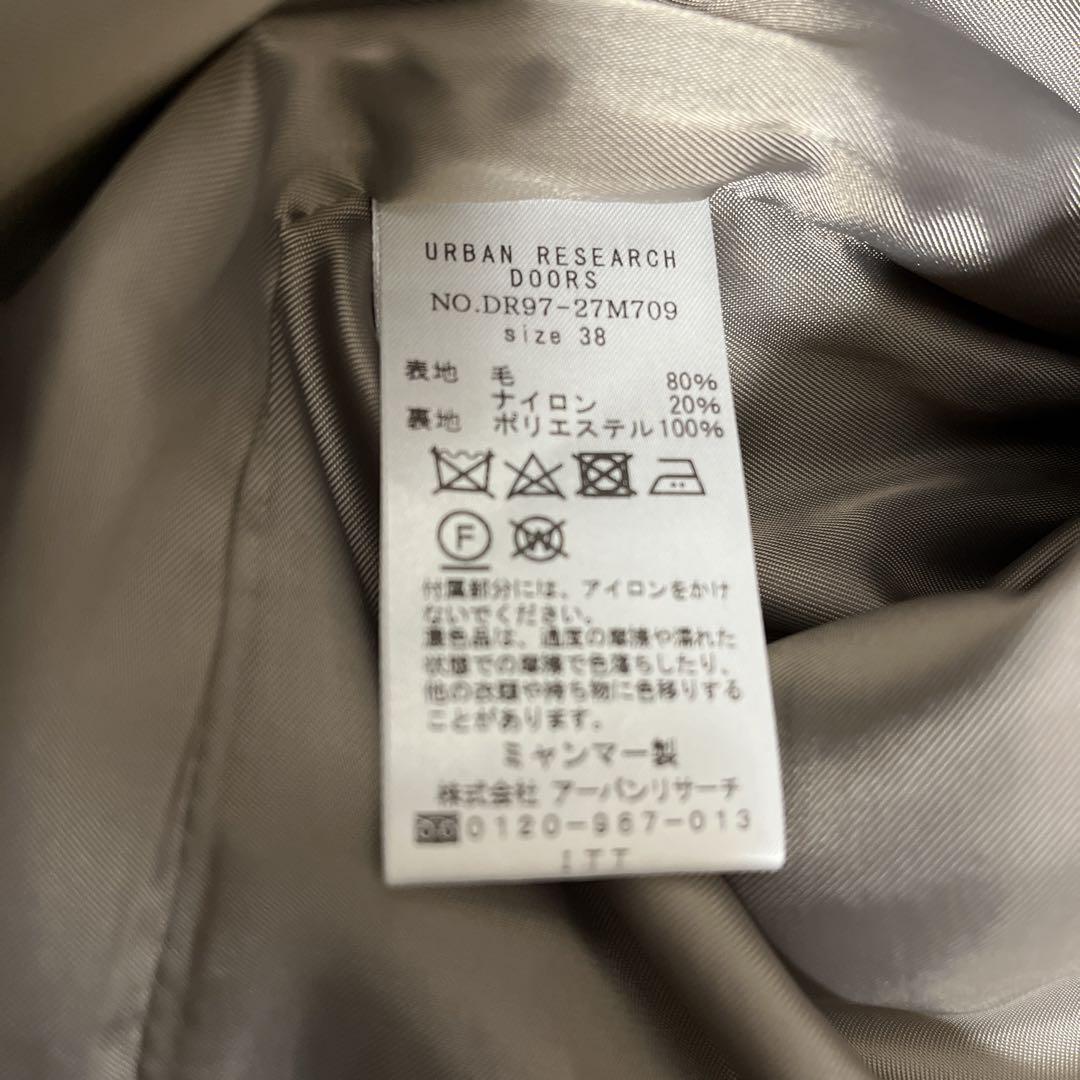 URBAN RESEARCH
DOORS
NO.DR97-27M709
size 38
表地 毛 80%
ナイロン 20%
裏地 ポリエステル 100%
F W
付属部分には、アイロンをかけ
ないでください。
濃色品は、過度の摩擦や濡れた
状態での摩擦で色落ちしたり、
他の衣類や持ち物に色移りする
ことがあります。
ミャンマー製
株式会社 アーバンリサーチ
0120-967-013
ITT